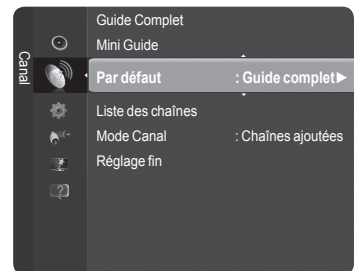 Canal
Guide Complet
Mini Guide
Par défaut : Guide complet►
Liste des chaînes
Mode Canal : Chaînes ajoutées
Réglage fin